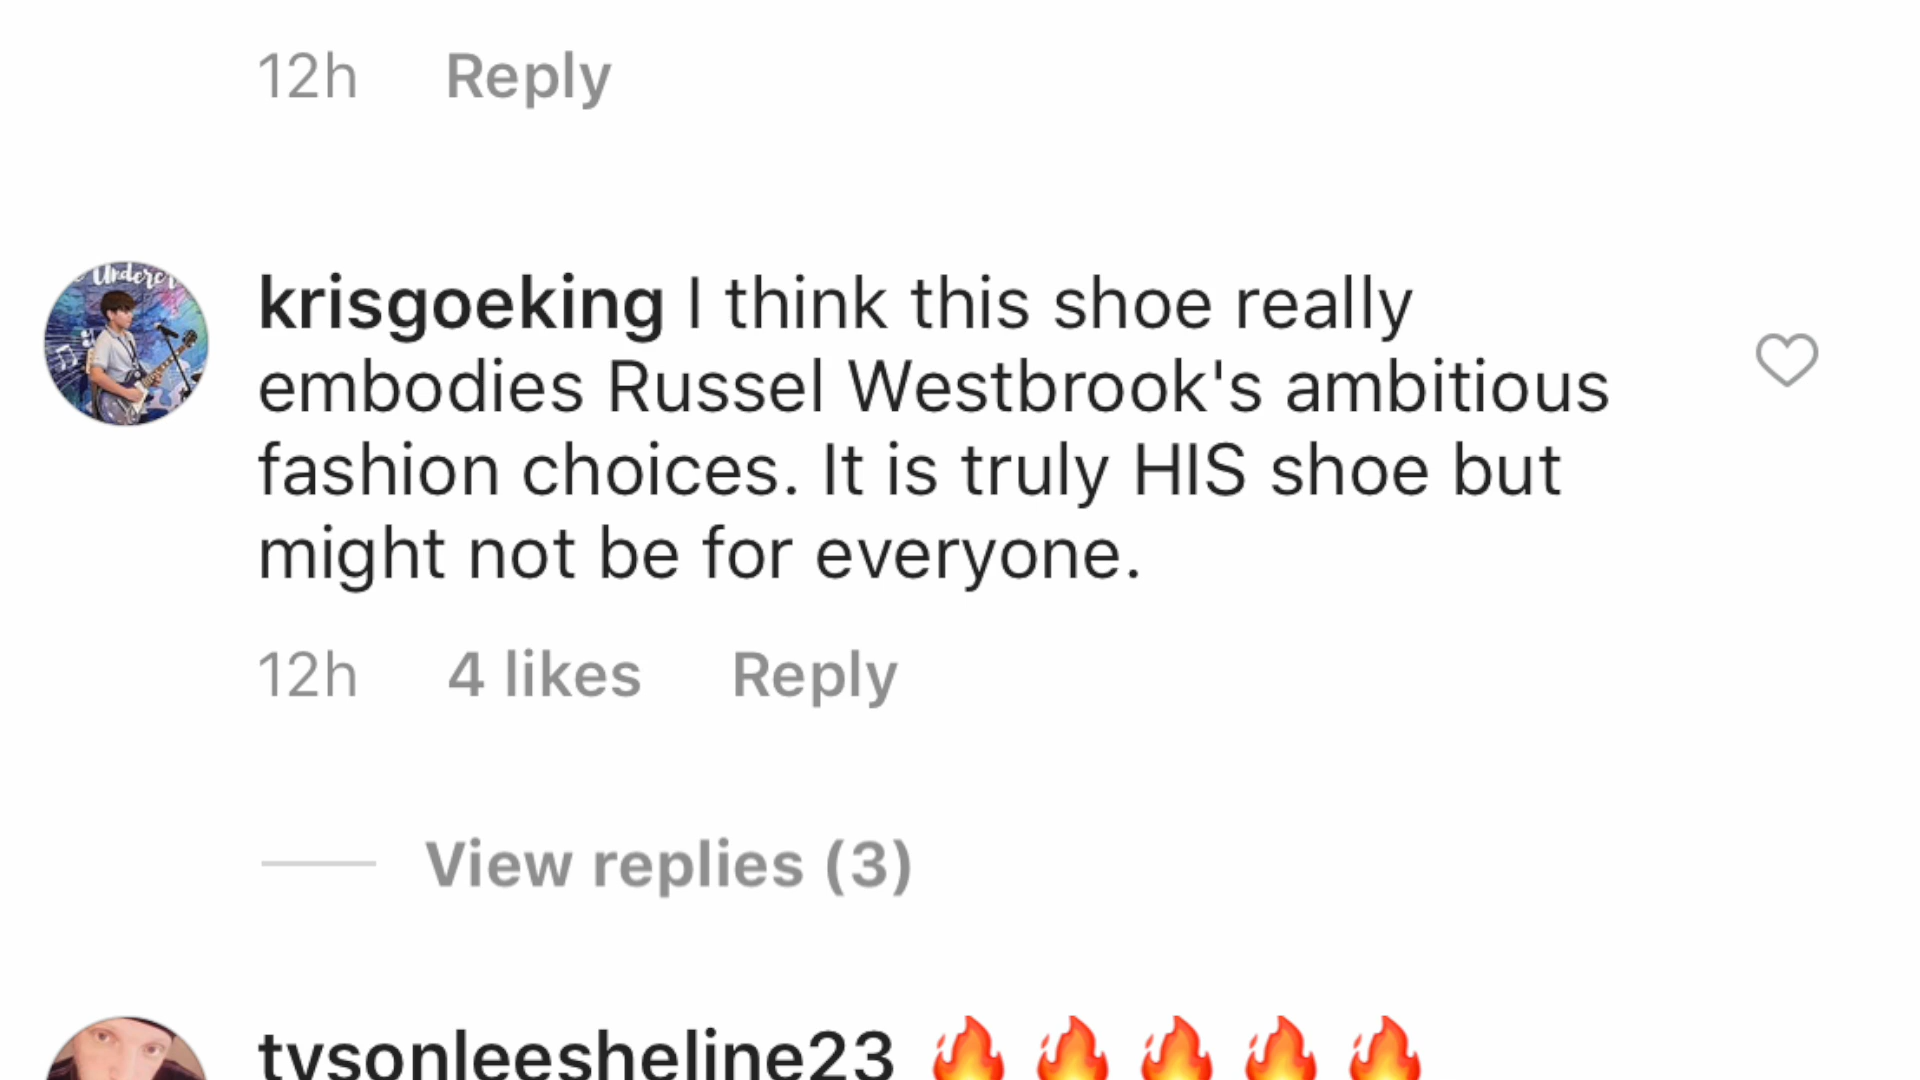 12h Reply
Undere
krisgoeking I think this shoe really
embodies Russel Westbrook's ambitious
fashion choices. It is truly HIS shoe but
might not be for everyone.
12h 4 likes Reply
View replies (3)
tysonleesheline23 🔥🔥🔥🔥🔥